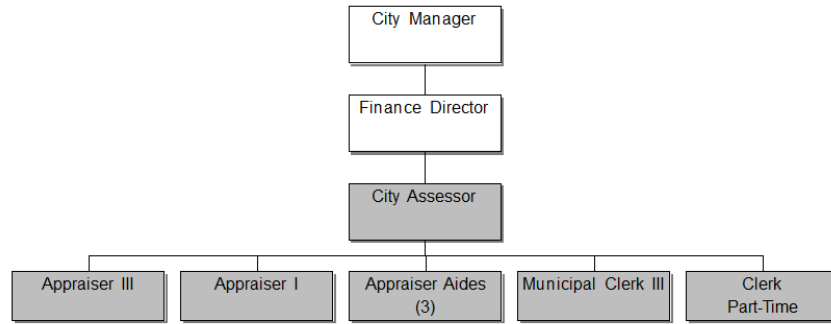 City Manager
Finance Director
City Assessor
Appraiser III
Appraiser I
Appraiser Aides
(3)
Municipal Clerk III
Clerk
Part-Time